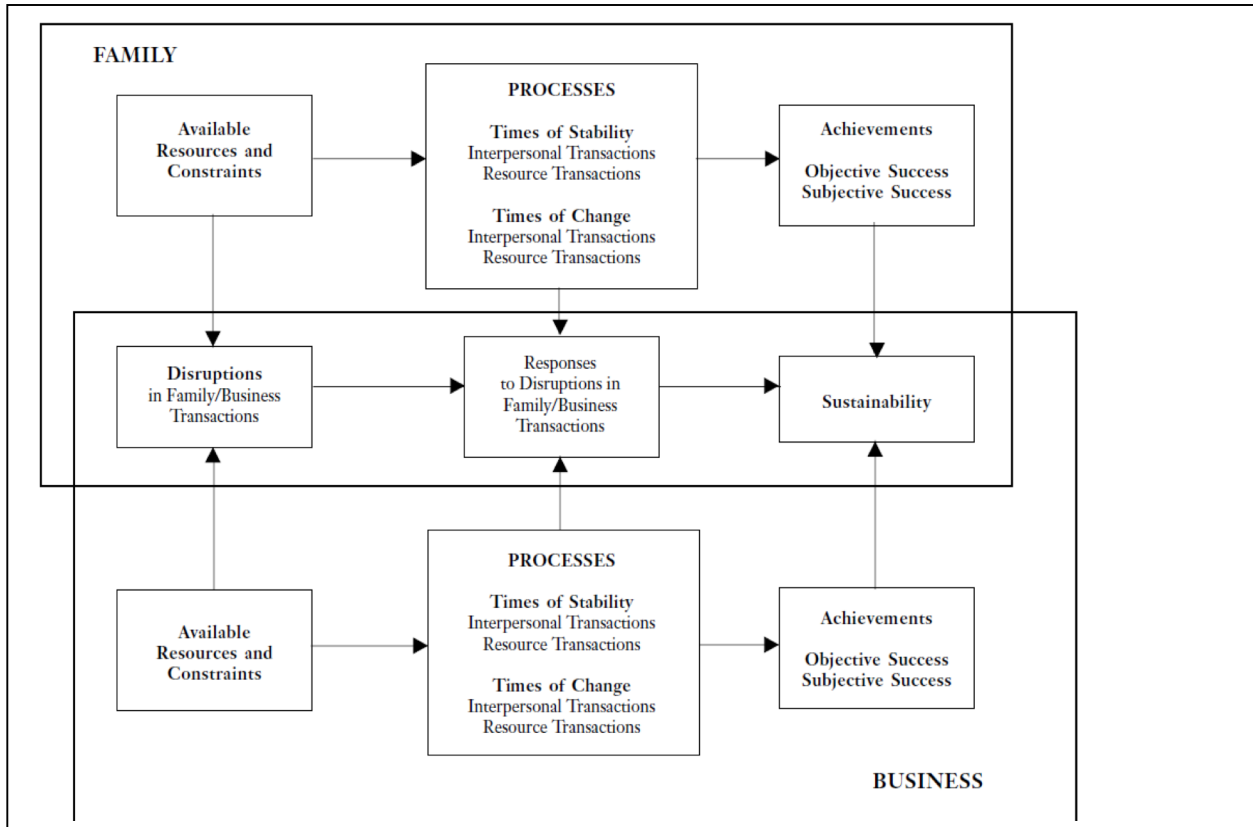 FAMILY
Available
Resources and
Constraints
PROCESSES
Times of Stability
Interpersonal Transactions
Resource Transactions
Times of Change
Interpersonal Transactions
Resource Transactions
Achievements
Objective Success
Subjective Success
Disruptions
in Family/Business
Transactions
Responses
to Disruptions in
Family/Business
Transactions
Sustainability
Available
Resources and
Constraints
PROCESSES
Times of Stability
Interpersonal Transactions
Resource Transactions
Times of Change
Interpersonal Transactions
Resource Transactions
Achievements
Objective Success
Subjective Success
BUSINESS